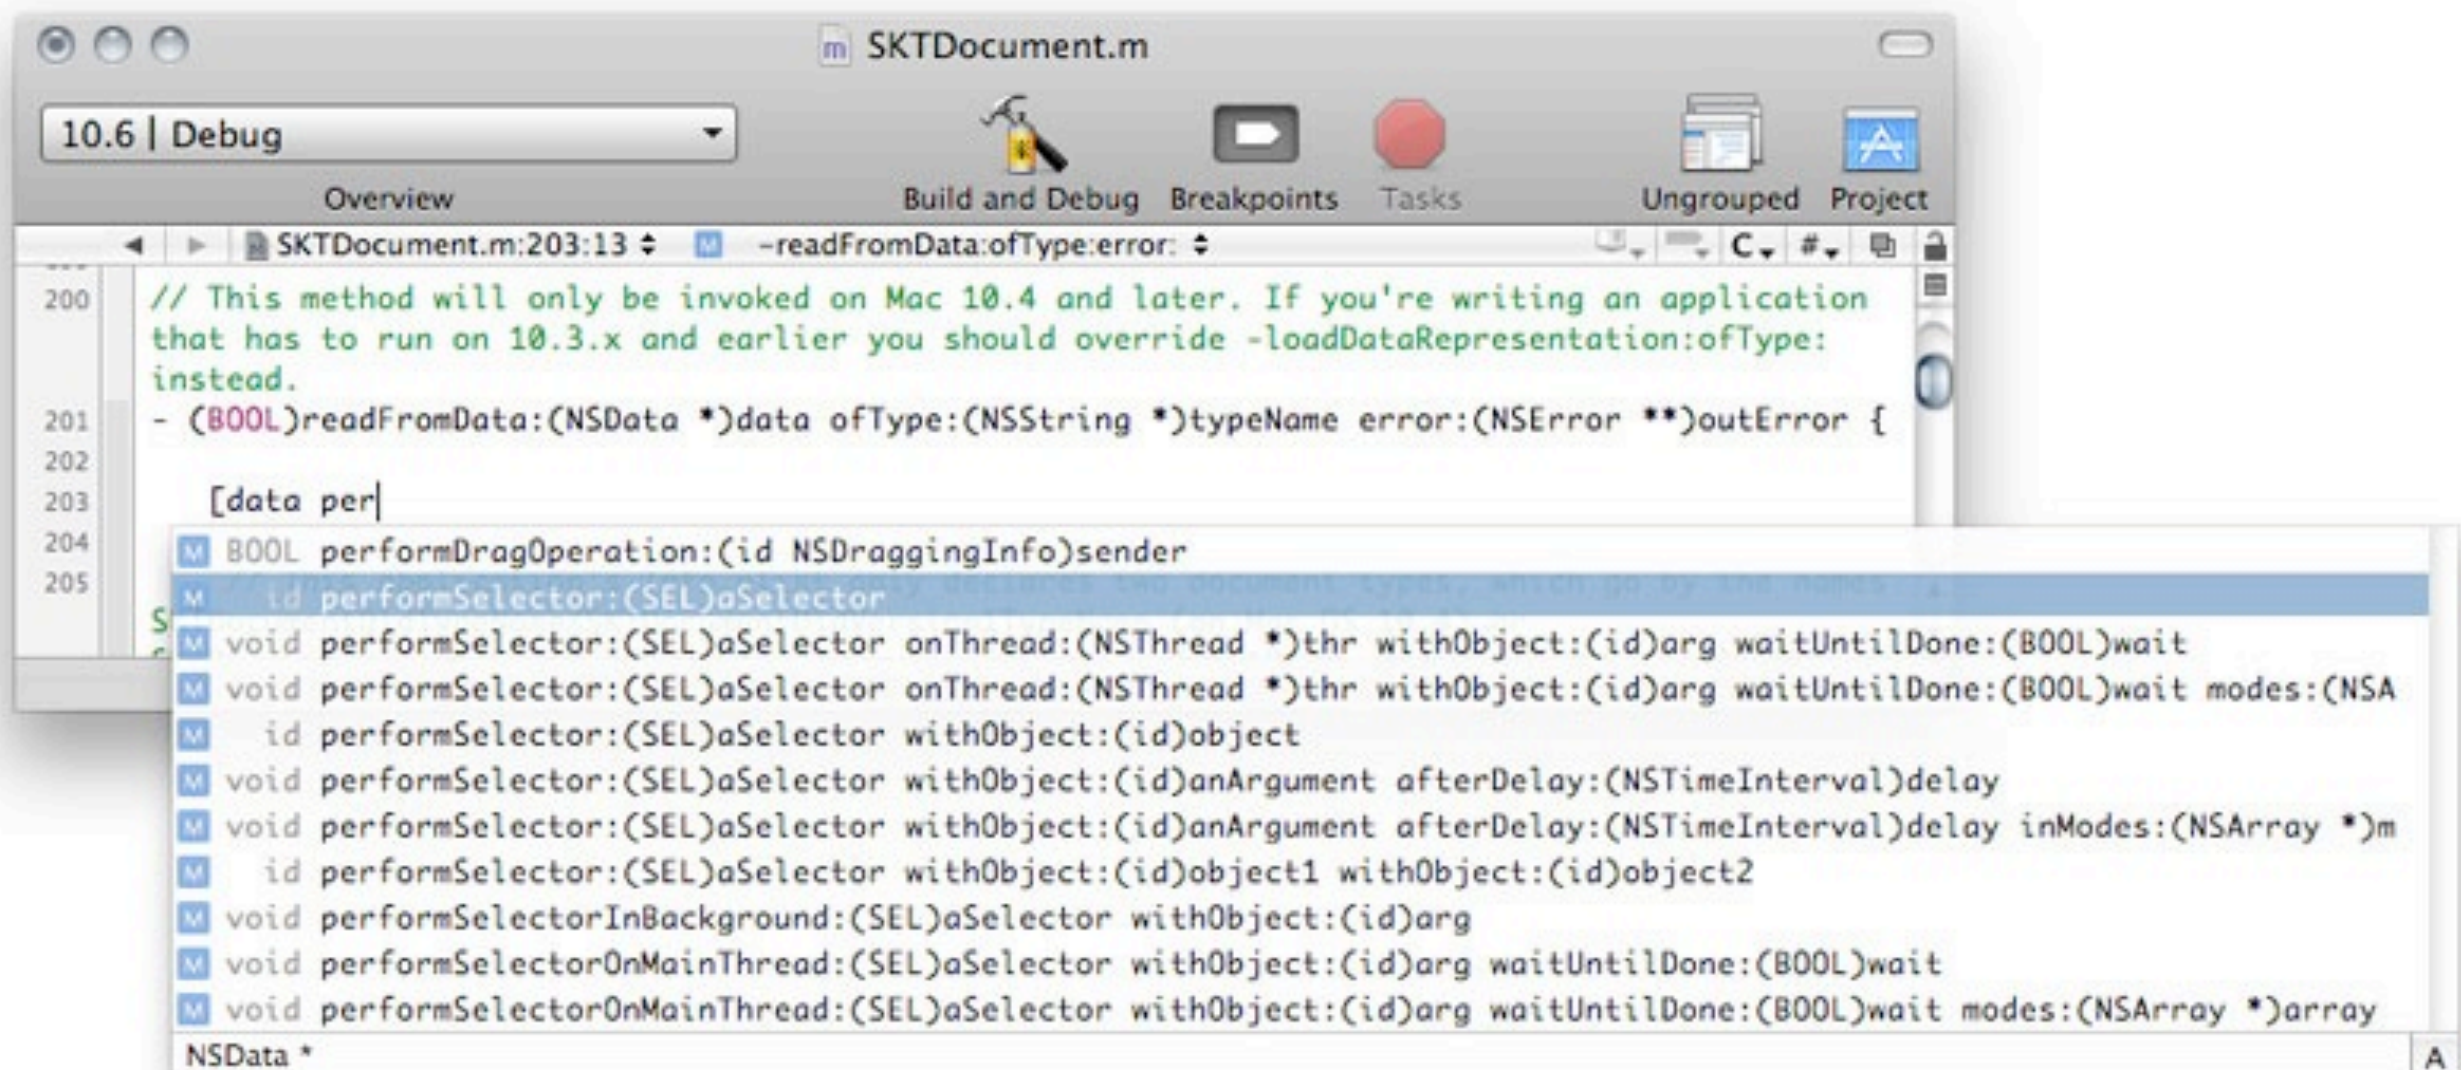 m SKTDocument.m
10.6 | Debug
Overview
Build and Debug
Breakpoints
Tasks
Ungrouped
Project
SKTDocument.m:203:13
M -readFromData:ofType:error:
C
#
200 // This method will only be invoked on Mac 10.4 and later. If you're writing an application
that has to run on 10.3.x and earlier you should override -loadDataRepresentation:ofType:
instead.
201 - (BOOL)readFromData:(NSData *)data ofType:(NSString *)typeName error:(NSError **)outError {
202
203 [data per
204
205
M BOOL performDragOperation:(id NSDraggingInfo)sender
M id performSelector:(SEL)aSelector
M void performSelector:(SEL)aSelector onThread:(NSThread *)thr withObject:(id)arg waitUntilDone:(BOOL)wait
M void performSelector:(SEL)aSelector onThread:(NSThread *)thr withObject:(id)arg waitUntilDone:(BOOL)wait modes:(NSA
M id performSelector:(SEL)aSelector withObject:(id)object
M void performSelector:(SEL)aSelector withObject:(id)anArgument afterDelay:(NSTimeInterval)delay
M void performSelector:(SEL)aSelector withObject:(id)anArgument afterDelay:(NSTimeInterval)delay inModes:(NSArray *)m
M id performSelector:(SEL)aSelector withObject:(id)object1 withObject:(id)object2
M void performSelectorInBackground:(SEL)aSelector withObject:(id)arg
M void performSelectorOnMainThread:(SEL)aSelector withObject:(id)arg waitUntilDone:(BOOL)wait
M void performSelectorOnMainThread:(SEL)aSelector withObject:(id)arg waitUntilDone:(BOOL)wait modes:(NSArray *)array
NSData *
A